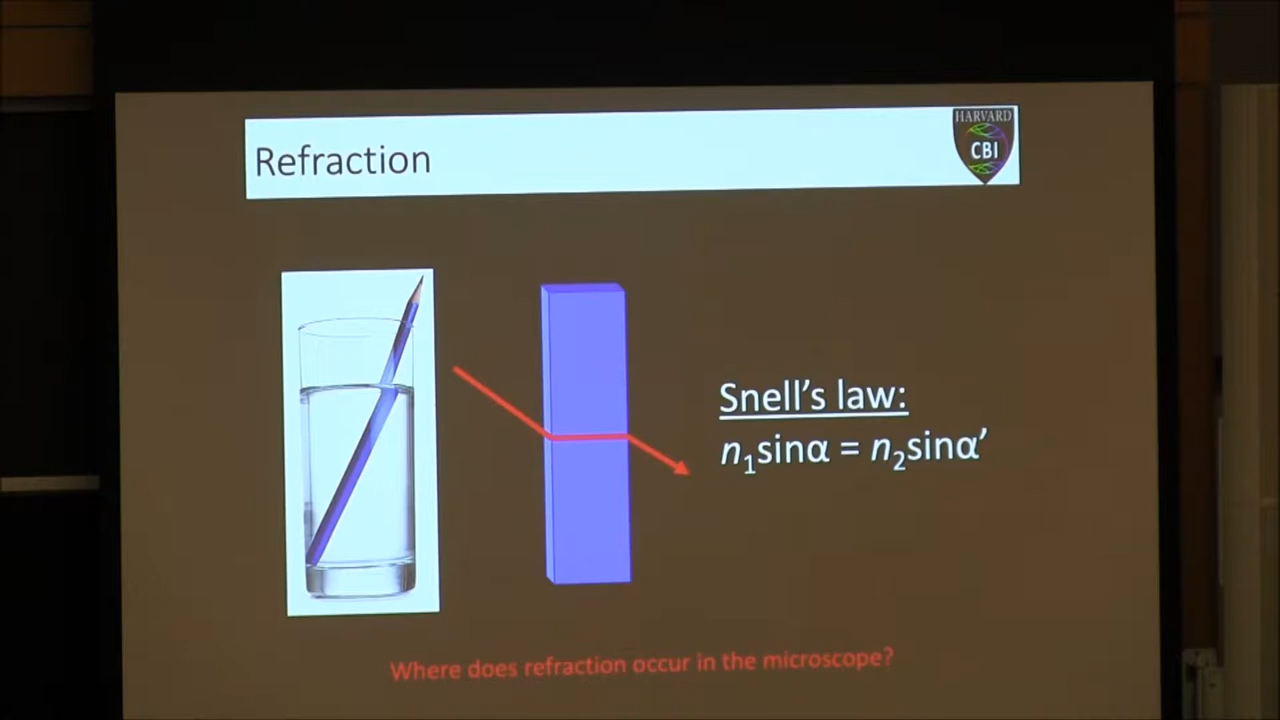 Refraction
HARVARD
CBI
Snell’s law:
n₁sinα = n₂sinα’
Where does refraction occur in the microscope?